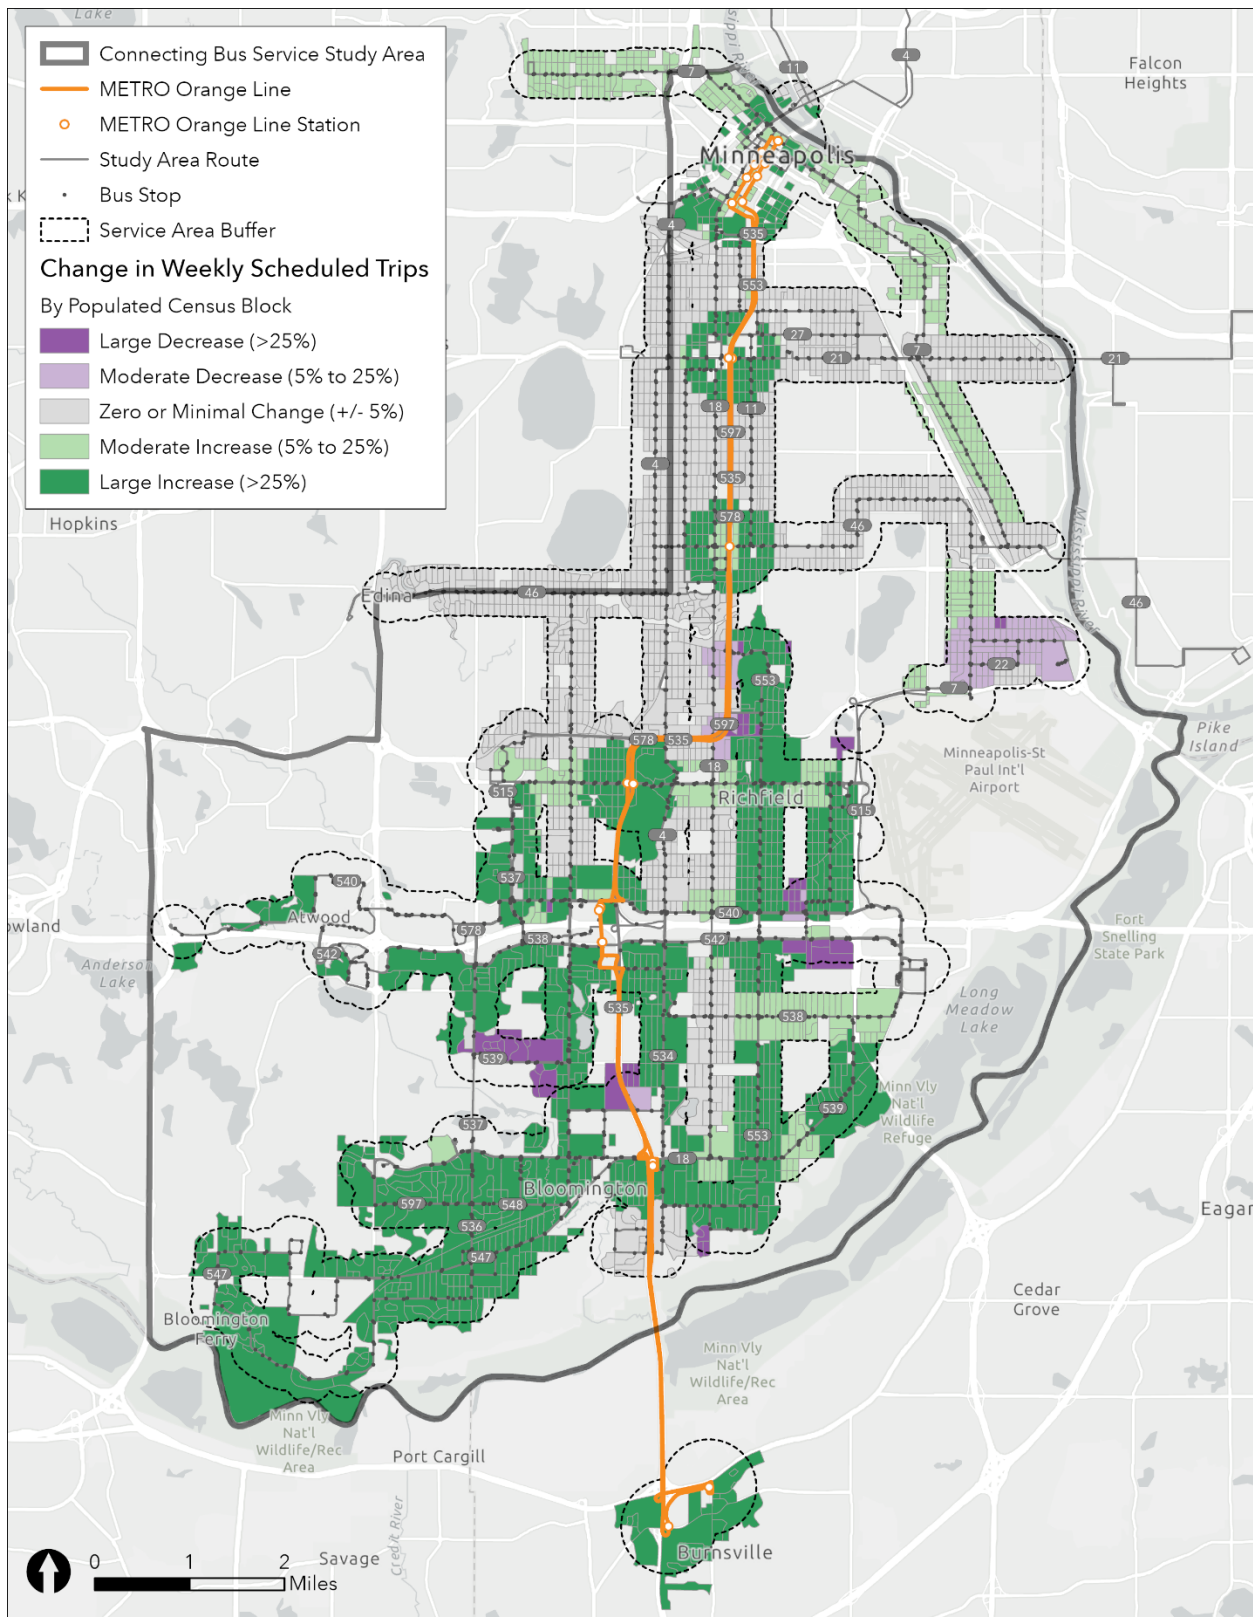 Lake
Connecting Bus Service Study Area
METRO Orange Line
METRO Orange Line Station
Study Area Route
Bus Stop
Service Area Buffer
Change in Weekly Scheduled Trips
By Populated Census Block
Large Decrease (>25%)
Moderate Decrease (5% to 25%)
Zero or Minimal Change (+/- 5%)
Moderate Increase (5% to 25%)
Large Increase (>25%)
7
11
4
Falcon
Heights
Minneapolis
4
535
553
27
21
7
21
18
11
597
4
535
578
46
Hopkins
Mississippi River
Edina
46
46
22
7
553
597
578
535
18
Pike
Island
Minneapolis-St
Paul Int'l
Airport
515
Richfield
515
4
537
540
Atwood
540
578
538
542
542
owland
Anderson
Lake
Fort
Snelling
State Park
Long
Meadow
Lake
535
538
534
539
Minn Vly
Nat'l
Wildlife
Refuge
539
537
553
18
Bloomington
597
548
536
547
547
Eagan
Bloomington
Ferry
Cedar
Grove
Minn Vly
Nat'l
Wildlife/Rec
Area
Minn Vly
Nat'l
Wildlife/Rec
Area
Port Cargill
Credit River
Savage
Burnsville
0 1 2
Miles